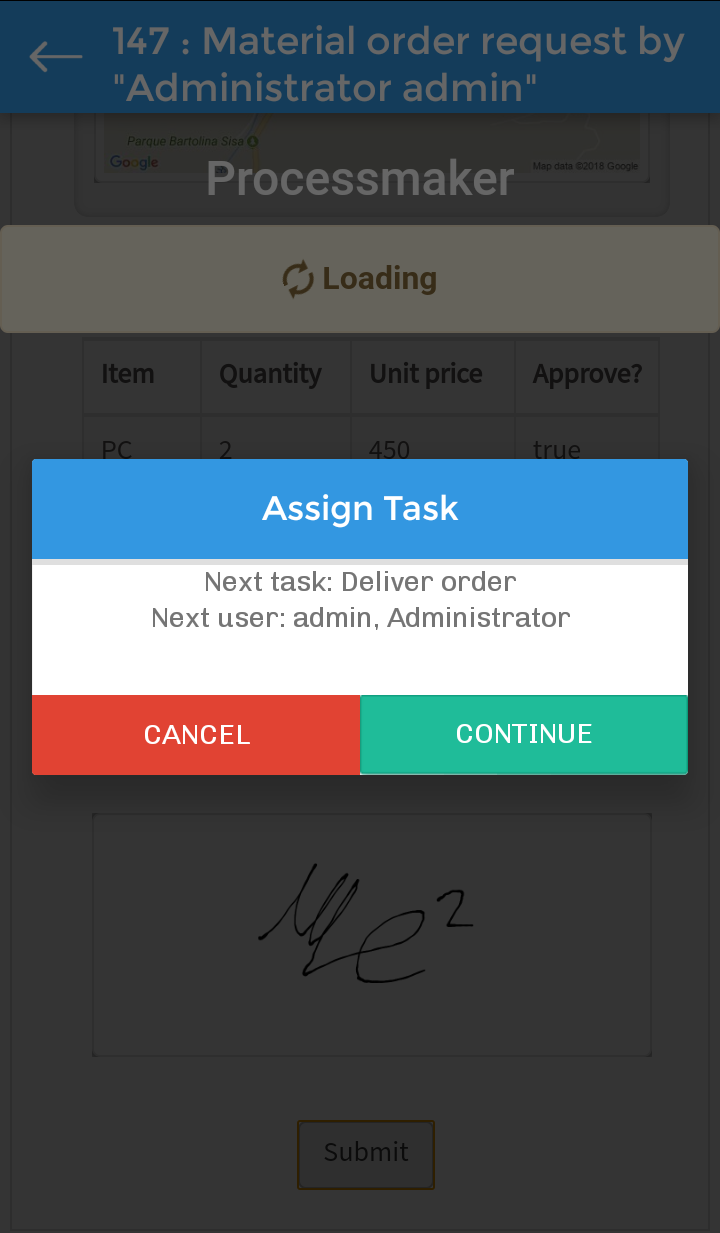 147 : Material order request by
"Administrator admin"
Parque Bartolina Sisa
Google
Map data ©2016 Google
Processmaker
Loading
Item Quantity Unit price Approve?
PC 2 450 true
Assign Task
Next task: Deliver order
Next user: admin, Administrator
CANCEL CONTINUE
Submit